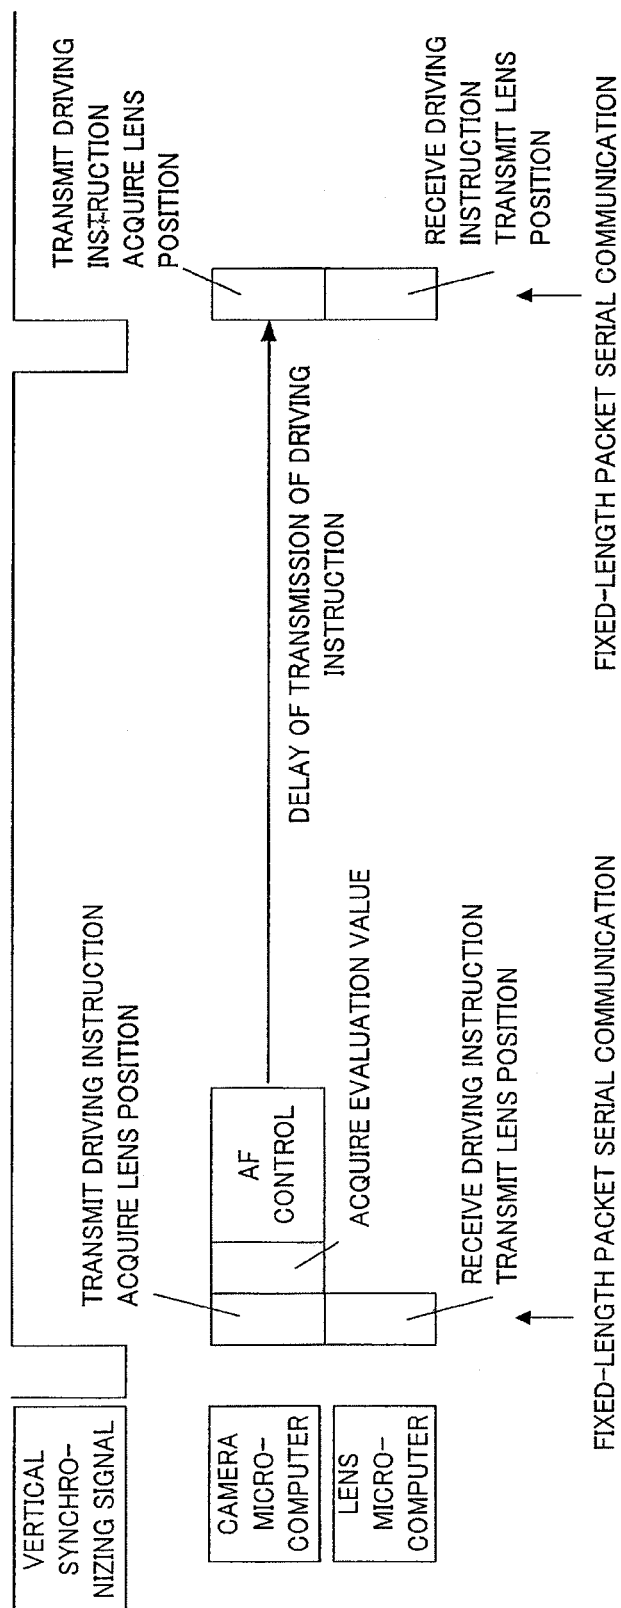 VERTICAL
SYNCHRO-
NIZING SIGNAL
CAMERA
MICRO-
COMPUTER
LENS
MICRO-
COMPUTER
TRANSMIT DRIVING INSTRUCTION
ACQUIRE LENS POSITION
AF
CONTROL
ACQUIRE EVALUATION VALUE
RECEIVE DRIVING INSTRUCTION
TRANSMIT LENS POSITION
FIXED-LENGTH PACKET SERIAL COMMUNICATION
DELAY OF TRANSMISSION OF DRIVING
INSTRUCTION
TRANSMIT DRIVING
INSTRUCTION
ACQUIRE LENS
POSITION
RECEIVE DRIVING
INSTRUCTION
TRANSMIT LENS
POSITION
FIXED-LENGTH PACKET SERIAL COMMUNICATION